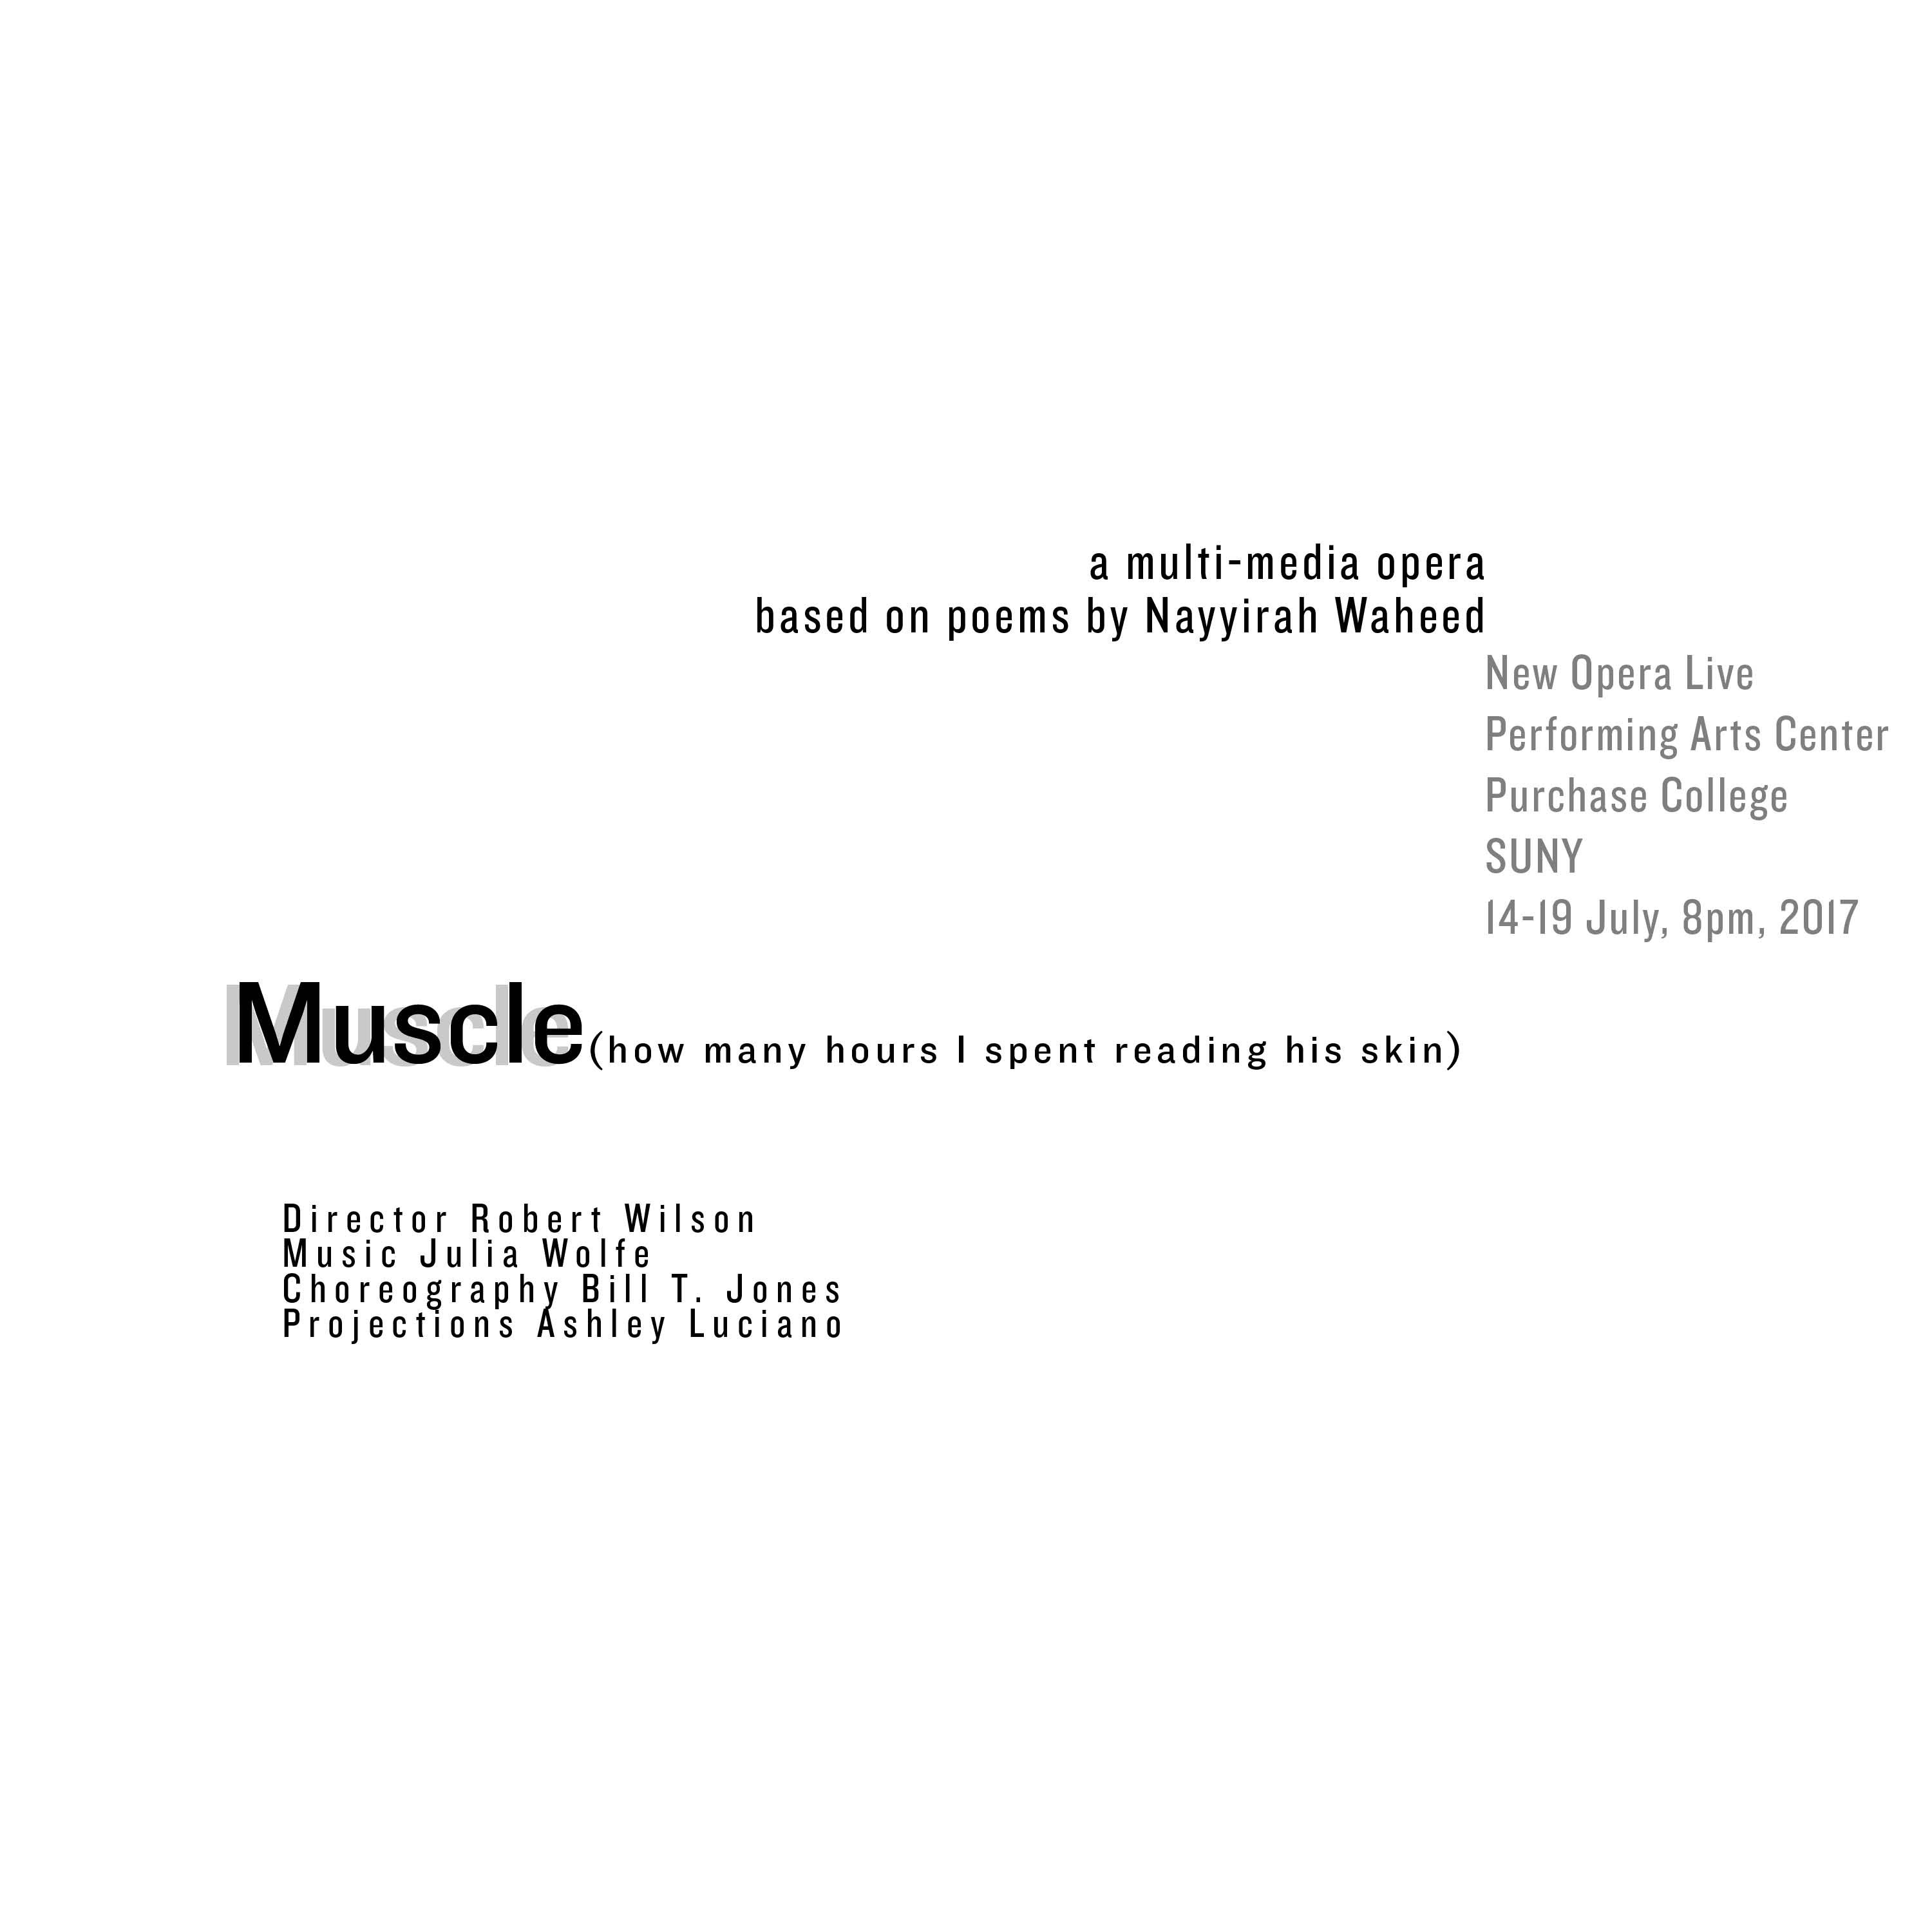 a multi-media opera
based on poems by Nayyirah Waheed
New Opera Live
Performing Arts Center
Purchase College
SUNY
14-19 July, 8pm, 2017
Muscle (how many hours I spent reading his skin)
Director Robert Wilson
Music Julia Wolfe
Choreography Bill T. Jones
Projections Ashley Luciano